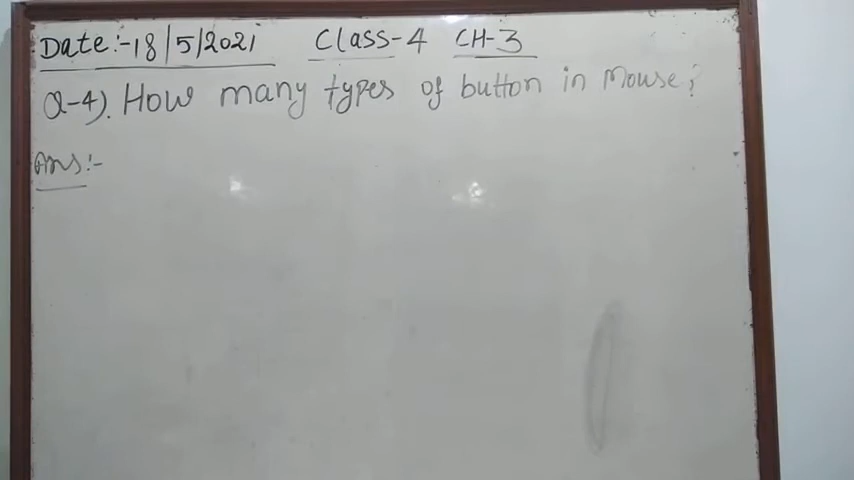 Date:-18/5/2021 Class-4 CH-3
Q-4). How many types of button in Mouse?
Ans:-